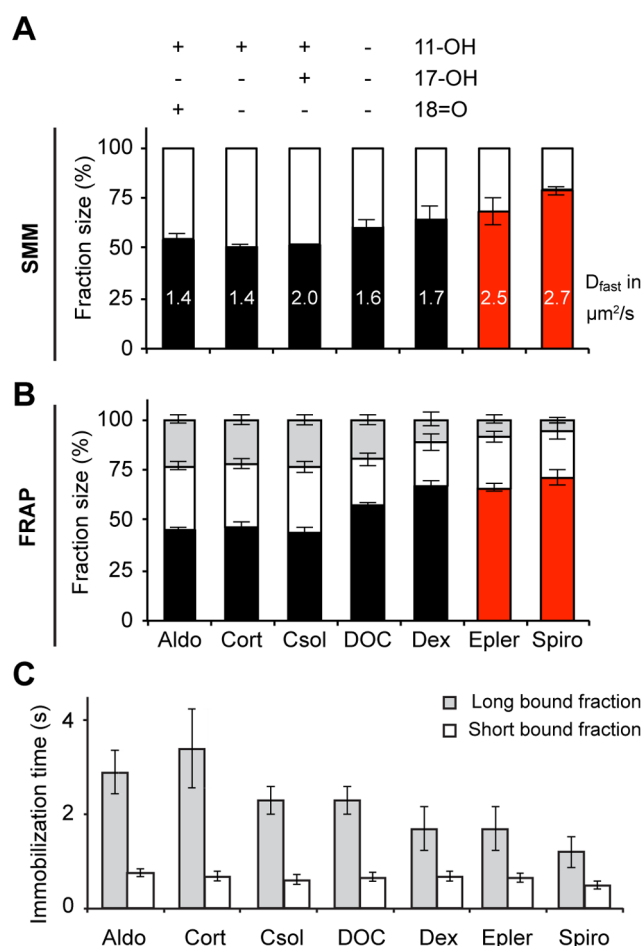 A
+ + + - 11-OH
- - + - 17-OH
+ - - - 18=O
SMM
Fraction size (%)
100
75
50
25
0
1.4 1.4 2.0 1.6 1.7 2.5 2.7
Dfast in
µm²/s
B
FRAP
Fraction size (%)
100
75
50
25
0
Aldo Cort Csol DOC Dex Epler Spiro
C
Immobilization time (s)
4
2
0
Long bound fraction
Short bound fraction
Aldo Cort Csol DOC Dex Epler Spiro